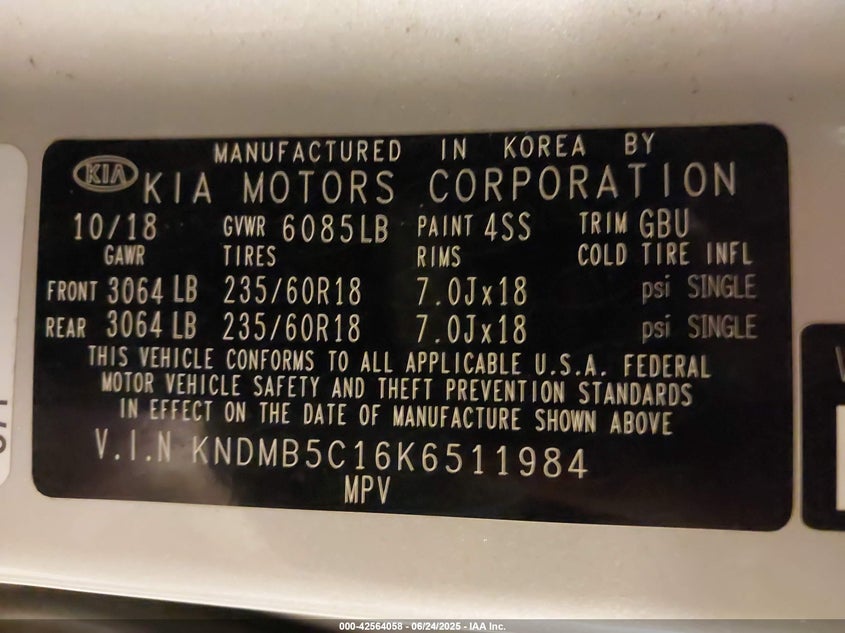 MANUFACTURED IN KOREA BY
KIA KIA MOTORS CORPORATION
10/18 GVWR 6085LB PAINT 4SS TRIM GBU
GAWR TIRES RIMS COLD TIRE INFL
FRONT 3064 LB 235/60R18 7.0Jx18 psi SINGLE
REAR 3064 LB 235/60R18 7.0Jx18 psi SINGLE
THIS VEHICLE CONFORMS TO ALL APPLICABLE U.S.A. FEDERAL
MOTOR VEHICLE SAFETY AND THEFT PREVENTION STANDARDS
IN EFFECT ON THE DATE OF MANUFACTURE SHOWN ABOVE
V.I.N KNDMB5C16K6511984
MPV
000-42564058 - 06/24/2025 - IAA Inc.